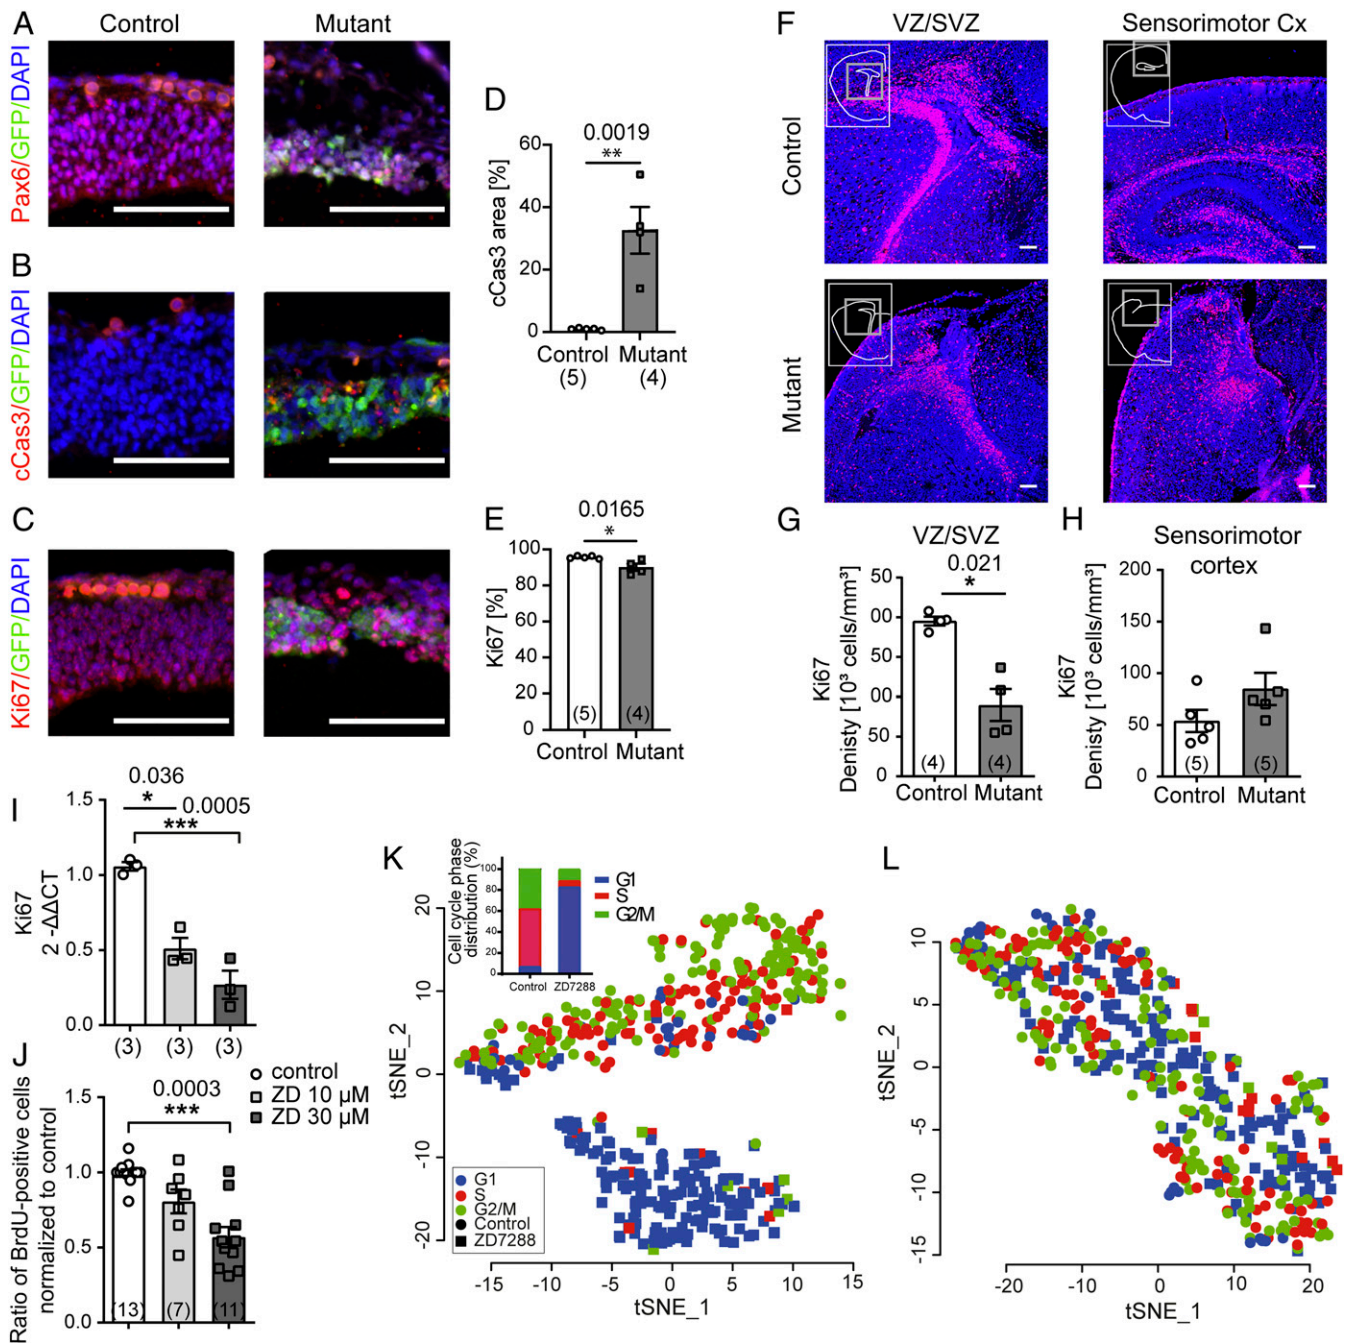 A
Control
Mutant
Pax6/GFP/DAPI
B
cCas3/GFP/DAPI
C
Ki67/GFP/DAPI
D
0.0019
**
cCas3 area [%]
60
40
20
0
Control
Mutant
(5)
(4)
E
0.0165
*
Ki67 [%]
100
80
60
40
20
0
(5)
(4)
Control
Mutant
F
VZ/SVZ
Sensorimotor Cx
Control
Mutant
G
VZ/SVZ
0.021
*
Ki67
Denisty [10³ cells/mm³]
50
00
50
00
50
0
(4)
(4)
Control
Mutant
H
Sensorimotor
cortex
Ki67
Denisty [10³ cells/mm³]
200
150
100
50
0
(5)
(5)
Control
Mutant
I
0.036
*
0.0005
***
Ki67
2 -ΔΔCT
1.5
1.0
0.5
0.0
(3)
(3)
(3)
J
control
ZD 10 µM
ZD 30 µM
0.0003
***
Ratio of BrdU-positive cells
normalized to control
1.5
1.0
0.5
0.0
(13)
(7)
(11)
K
Cell cycle phase
distribution (%)
100
80
60
40
20
0
Control
ZD7288
G1
S
G2/M
tSNE_2
20
10
0
-10
-20
G1
S
G2/M
Control
ZD7288
-15
-10
-5
0
5
10
15
tSNE_1
L
tSNE_2
10
5
0
-5
-10
-15
-20
-10
0
10
20
tSNE_1